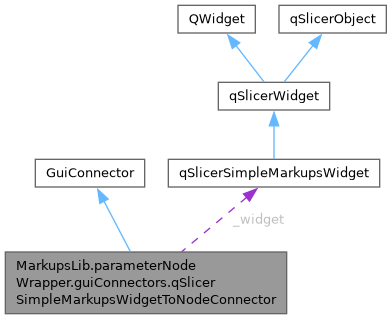 QWidget
qSlicerObject
qSlicerWidget
GuiConnector
qSlicerSimpleMarkupsWidget
_widget
MarkupsLib.parameterNode
Wrapper.guiConnectors.qSlicer
SimpleMarkupsWidgetToNodeConnector